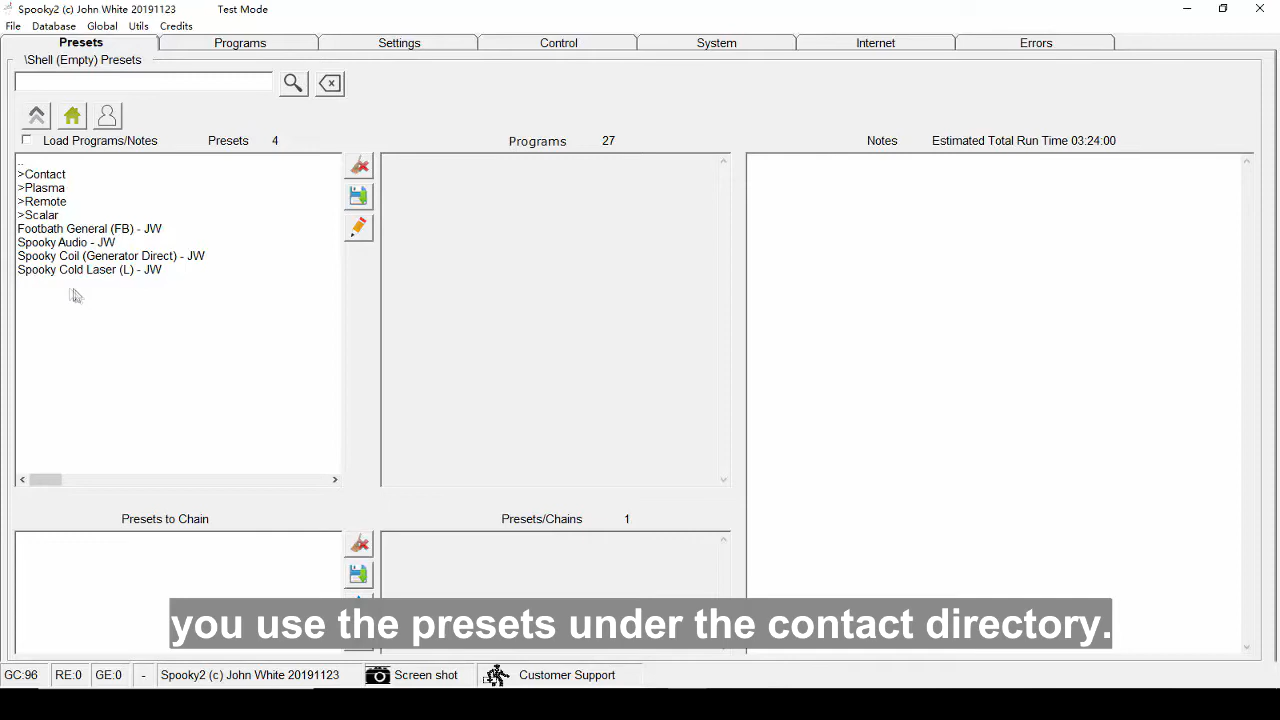 Spooky2 (c) John White 20191123 Test Mode
File Database Global Utils Credits
Presets Programs Settings Control System Internet Errors
\Shell (Empty) Presets
Load Programs/Notes Presets 4 Programs 27 Notes Estimated Total Run Time 03:24:00
..
>Contact
>Plasma
>Remote
>Scalar
Footbath General (FB) - JW
Spooky Audio - JW
Spooky Coil (Generator Direct) - JW
Spooky Cold Laser (L) - JW
Presets to Chain Presets/Chains 1
you use the presets under the contact directory.
GC:96 RE:0 GE:0 - Spooky2 (c) John White 20191123 Screen shot Customer Support